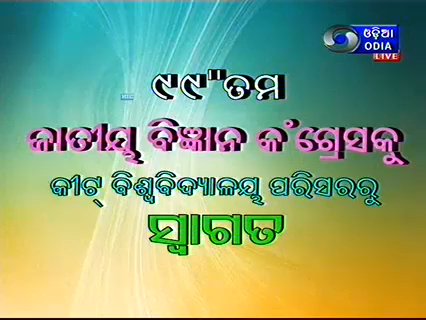 ଓଡ଼ିଆ
ODIA
LIVE
୯୯"ତମ
ଜାତୀୟ ବିଜ୍ଞାନ କଂଗ୍ରେସକୁ
କୀଟ୍ ବିଶ୍ୱବିଦ୍ୟାଳୟ ପରିସରରୁ
ସ୍ୱାଗତ